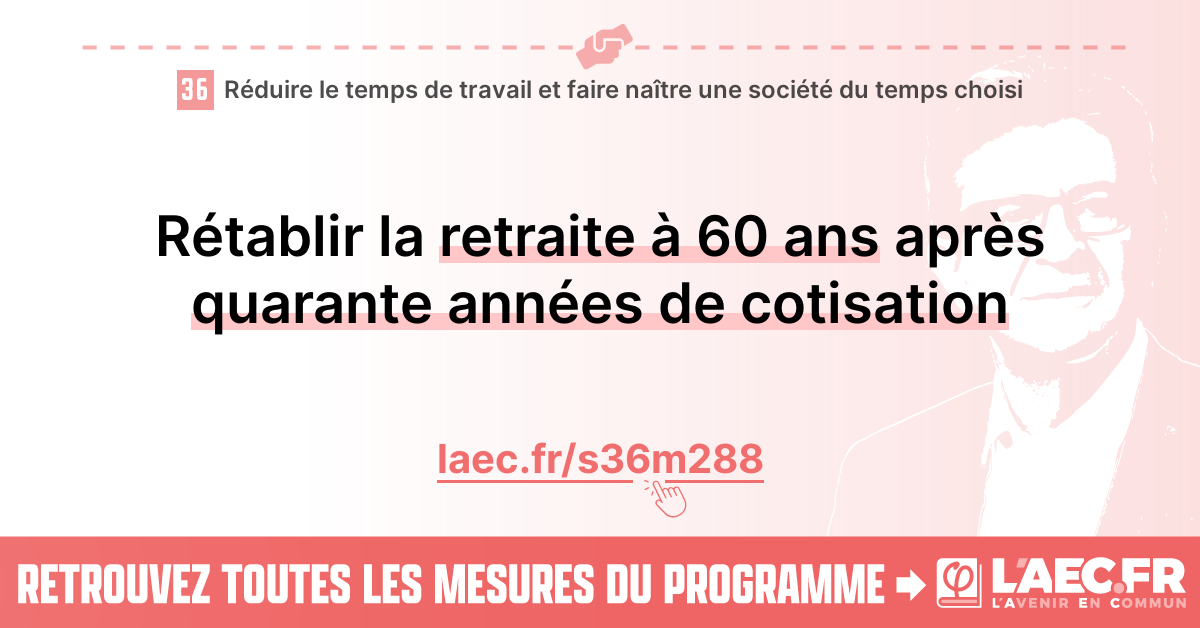 36 Réduire le temps de travail et faire naître une société du temps choisi
Rétablir la retraite à 60 ans après
quarante années de cotisation
laec.fr/s36m288
RETROUVEZ TOUTES LES MESURES DU PROGRAMME
L'AEC.FR
L'AVENIR EN COMMUN